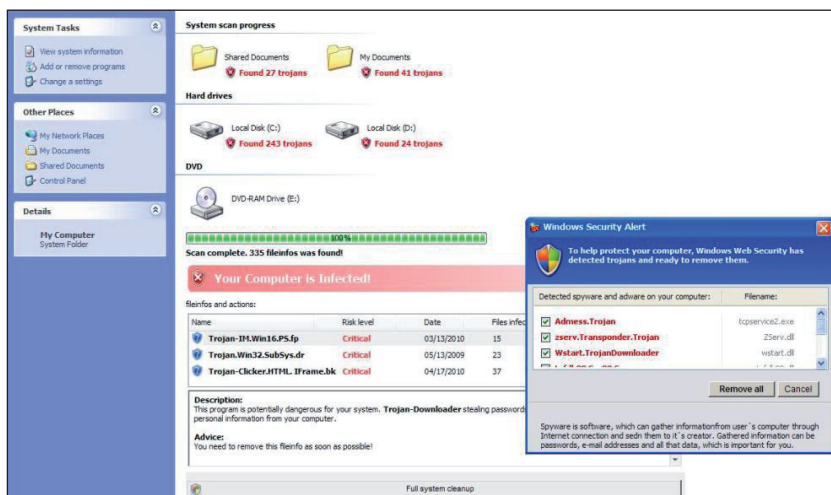 System Tasks
View system information
Add or remove programs
Change a settings
Other Places
My Network Places
My Documents
Shared Documents
Control Panel
Details
My Computer
System Folder
System scan progress
Shared Documents
Found 27 trojans
My Documents
Found 41 trojans
Hard drives
Local Disk (C:)
Found 243 trojans
Local Disk (D:)
Found 24 trojans
DVD
DVD-RAM Drive (E:)
100%
Scan complete. 335 fileinfos was found!
Your Computer is Infected!
fileinfos and actions:
Name Risk level Date Files infec
Trojan-IM.Win16.PS.fp Critical 03/13/2010 15
Trojan.Win32.SubSys.dr Critical 05/13/2009 23
Trojan-Clicker.HTML.IFrame.bk Critical 04/17/2010 37
Description:
This program is potentially dangerous for your system. Trojan-Downloader stealing passwords
personal information from your computer.
Advice:
You need to remove this fileinfo as soon as possible!
Full system cleanup
Windows Security Alert
To help protect your computer, Windows Web Security has
detected trojans and ready to remove them.
Detected spyware and adware on your computer: Filename:
Admess.Trojan tcpservice2.exe
zserv.Transponder.Trojan ZServ.dll
Wstart.TrojanDownloader wstart.dll
Remove all Cancel
Spyware is software, which can gather informationfrom user`s computer through
Internet connection and sedn them to it`s creator. Gathered information can be
passwords, e-mail addresses and all that data, which is important for you.